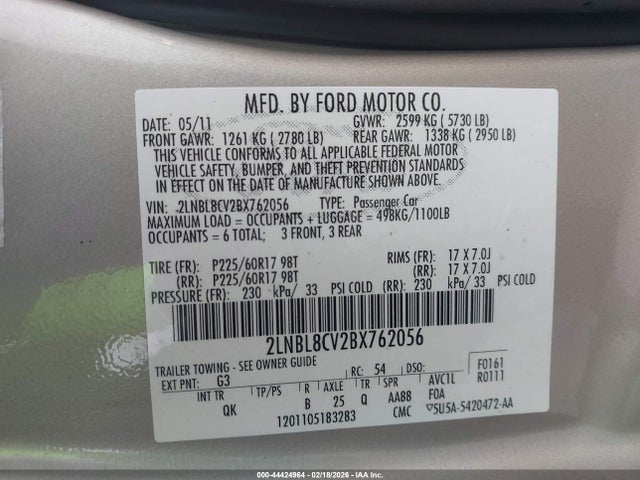 MFD. BY FORD MOTOR CO.
DATE: 05/11 GVWR: 2599 KG ( 5730 LB)
FRONT GAWR: 1261 KG ( 2780 LB) REAR GAWR: 1338 KG ( 2950 LB)
THIS VEHICLE CONFORMS TO ALL APPLICABLE FEDERAL MOTOR
VEHICLE SAFETY, BUMPER, AND THEFT PREVENTION STANDARDS
IN EFFECT ON THE DATE OF MANUFACTURE SHOWN ABOVE.
VIN: 2LNBL8CV2BX762056 TYPE: Passenger Car
MAXIMUM LOAD = OCCUPANTS + LUGGAGE = 498KG/1100LB
OCCUPANTS = 6 TOTAL; 3 FRONT, 3 REAR
TIRE (FR): P225/60R17 98T RIMS (FR): 17 X 7.0J
(RR): P225/60R17 98T (RR): 17 X 7.0J
PRESSURE (FR): 230 kPa/ 33 PSI COLD (RR): 230 kPa/ 33 PSI COLD
2LNBL8CV2BX762056
TRAILER TOWING - SEE OWNER GUIDE
EXT PNT: G3 RC: 54 DSO: F0161
R0111
INT TR TP/PS R AXLE TR SPR AVC1L
QK B 25 Q AA88 FOA
1201105183283 CMC ▽5U5A-5420472-AA
000-44424964 | 02/18/2026 - IAA Inc.